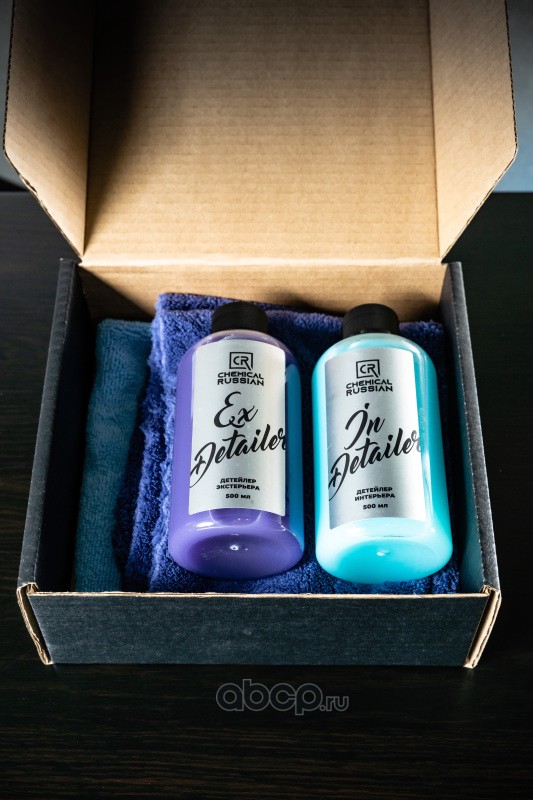 CR
CHEMICAL
RUSSIAN
Ex
Detailer
ДЕТЕЙЛЕР
ЭКСТЕРЬЕРА
500 мл
CR
CHEMICAL
RUSSIAN
In
Detailer
ДЕТЕЙЛЕР
ИНТЕРЬЕРА
500 мл
abcp.ru